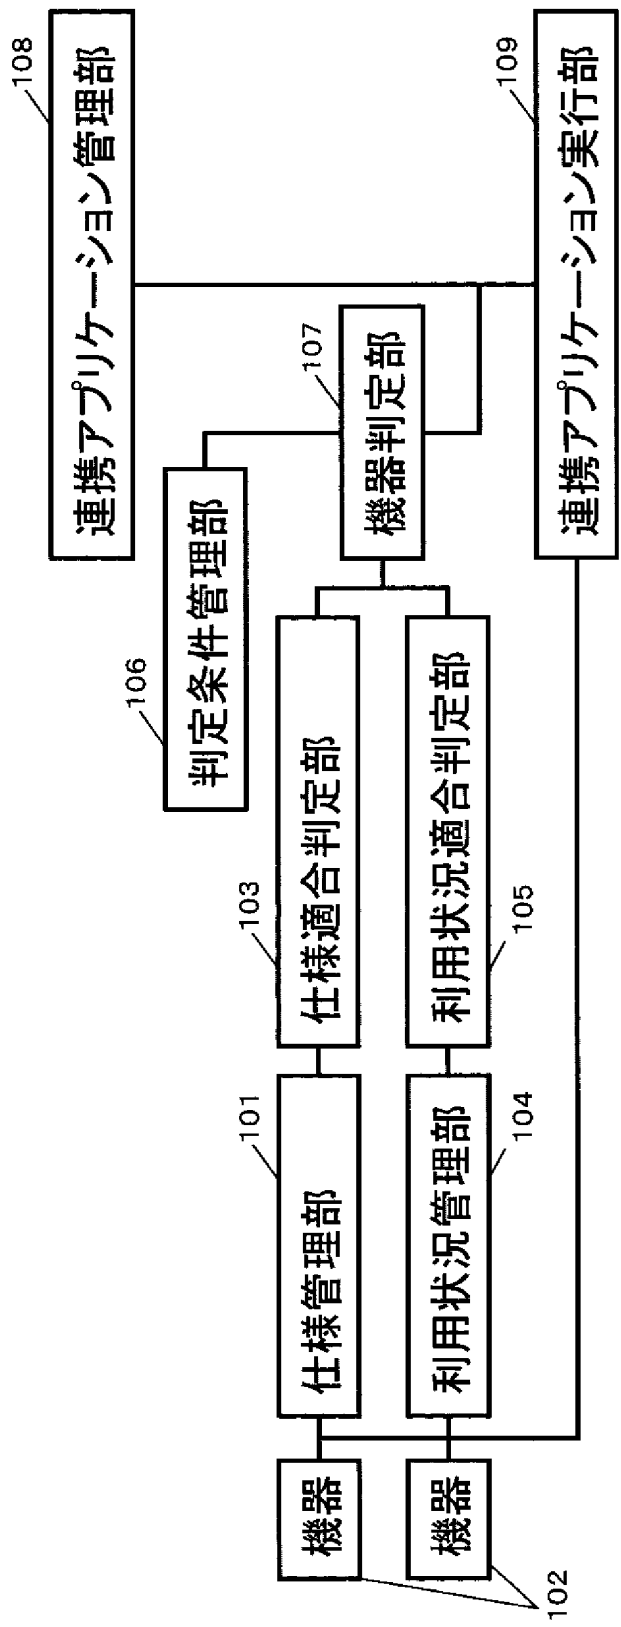 108
連携アプリケーション管理部
106
判定条件管理部
107
機器判定部
101
仕様管理部
103
仕様適合判定部
機器
機器
102
利用状況管理部
104
利用状況適合判定部
105
109
連携アプリケーション実行部